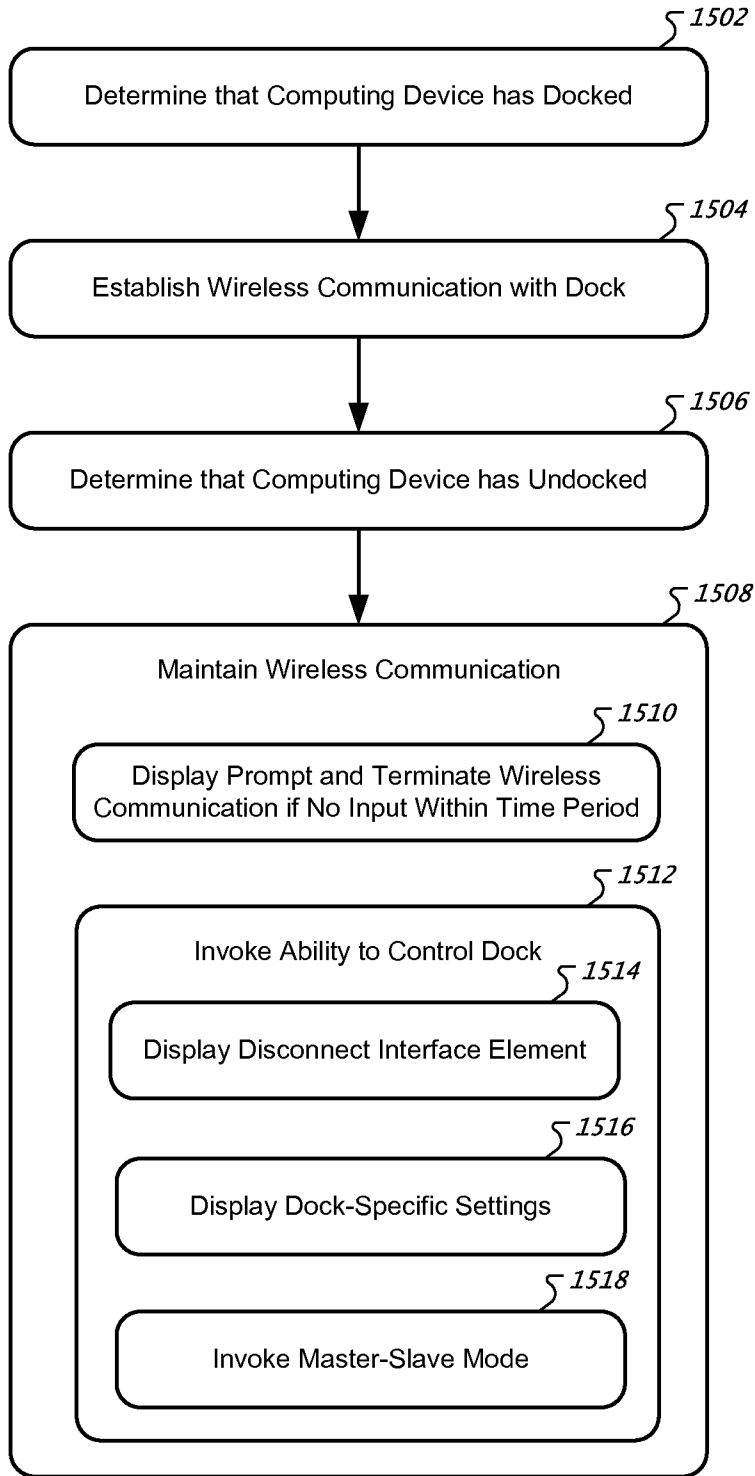 1502
Determine that Computing Device has Docked
1504
Establish Wireless Communication with Dock
1506
Determine that Computing Device has Undocked
1508
Maintain Wireless Communication
1510
Display Prompt and Terminate Wireless
Communication if No Input Within Time Period
1512
Invoke Ability to Control Dock
1514
Display Disconnect Interface Element
1516
Display Dock-Specific Settings
1518
Invoke Master-Slave Mode